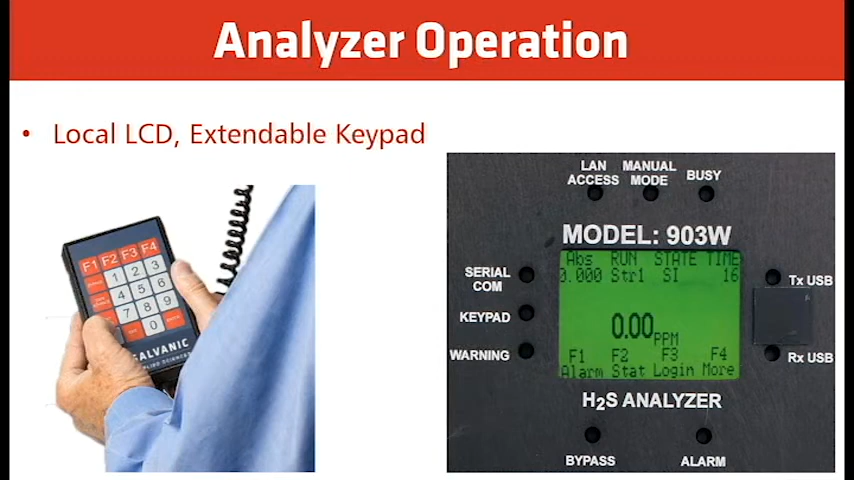 Analyzer Operation
• Local LCD, Extendable Keypad
F1 F2 F3 F4
1 2 3
4 5 6
7 8 9
0
GALVANIC
LAN ACCESS
MANUAL MODE
BUSY
MODEL: 903W
Abs RUN STATE TIME
0.000 Str1 SI 16
SERIAL COM
KEYPAD
WARNING
Tx USB
Rx USB
0.00 PPM
F1 F2 F3 F4
Alarm Stat Login More
H2S ANALYZER
BYPASS
ALARM